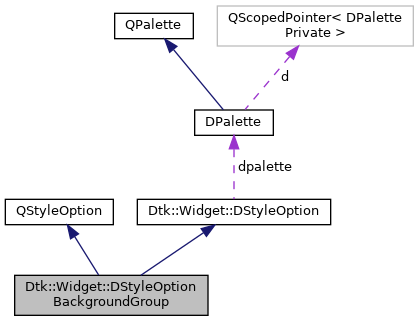 QPalette
QScopedPointer< DPalette
Private >
d
DPalette
dpalette
QStyleOption
Dtk::Widget::DStyleOption
Dtk::Widget::DStyleOption
BackgroundGroup